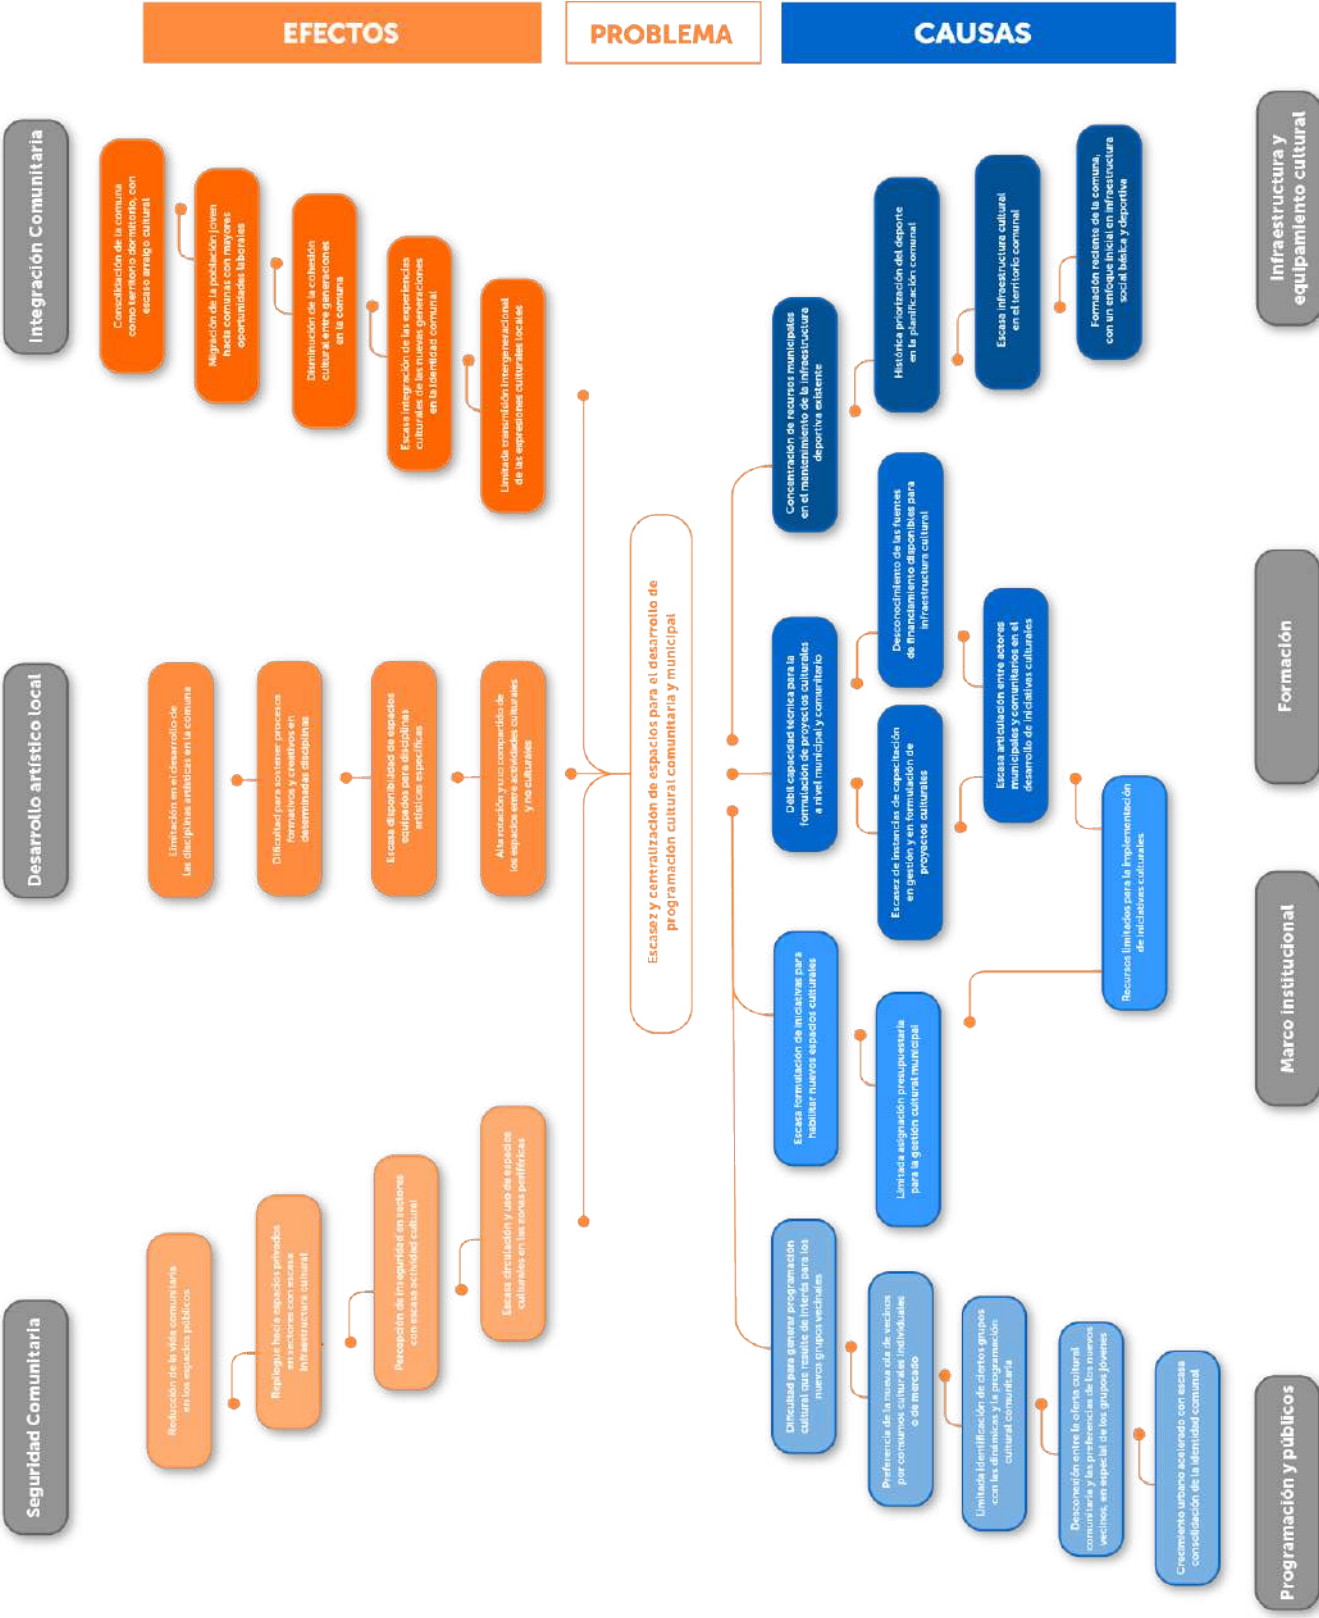 EFECTOS
PROBLEMA
CAUSAS
Seguridad Comunitaria
Desarrollo artístico local
Integración Comunitaria
Reducción de la vida comunitaria
en los espacios públicos
Repliegue hacia espacios privados
en sectores con escasa
infraestructura cultural
Percepción de inseguridad en sectores
con escasa actividad cultural
Escasa circulación y uso de espacios
culturales en las zonas periféricas
Limitación en el desarrollo de
las disciplinas artísticas en la comuna
Dificultad para sostener procesos
formativos y creativos en
determinadas disciplinas
Escasa disponibilidad de espacios
equipados para disciplinas
artísticas específicas
Alta rotación y uso compartido de
los espacios entre actividades culturales
y no culturales
Consolidación de la comuna
como territorio dormitorio, con
escaso arraigo cultural
Migración de la población joven
hacia comunas con mayores
oportunidades laborales
Disminución de la cohesión
cultural entre generaciones
en la comuna
Escasa integración de las experiencias
culturales de las nuevas generaciones
en la identidad comunal
Limitada transmisión intergeneracional
de las expresiones culturales locales
Escasez y centralización de espacios para el desarrollo de
programación cultural comunitaria y municipal
Dificultad para generar programación
cultural que resulte de interés para los
nuevos grupos vecinales
Preferencia de la nueva ola de vecinos
por consumos culturales individuales
o de mercado
Limitada identificación de ciertos grupos
con las dinámicas y la programación
cultural comunitaria
Desconexión entre la oferta cultural
comunitaria y las preferencias de los nuevos
vecinos, en especial de los grupos jóvenes
Crecimiento urbano acelerado con escasa
consolidación de la identidad comunal
Escasa formulación de iniciativas para
habilitar nuevos espacios culturales
Limitada asignación presupuestaria
para la gestión cultural municipal
Recursos limitados para la implementación
de iniciativas culturales
Débil capacidad técnica para la
formulación de proyectos culturales
a nivel municipal y comunitario
Escasez de instancias de capacitación
en gestión y en formulación de
proyectos culturales
Desconocimiento de las fuentes
de financiamiento disponibles para
infraestructura cultural
Escasa articulación entre actores
municipales y comunitarios en el
desarrollo de iniciativas culturales
Concentración de recursos municipales
en el mantenimiento de la infraestructura
deportiva existente
Histórica priorización del deporte
en la planificación comunal
Escasa infraestructura cultural
en el territorio comunal
Formación reciente de la comuna,
con un enfoque inicial en infraestructura
social básica y deportiva
Programación y públicos
Marco institucional
Formación
Infraestructura y
equipamiento cultural